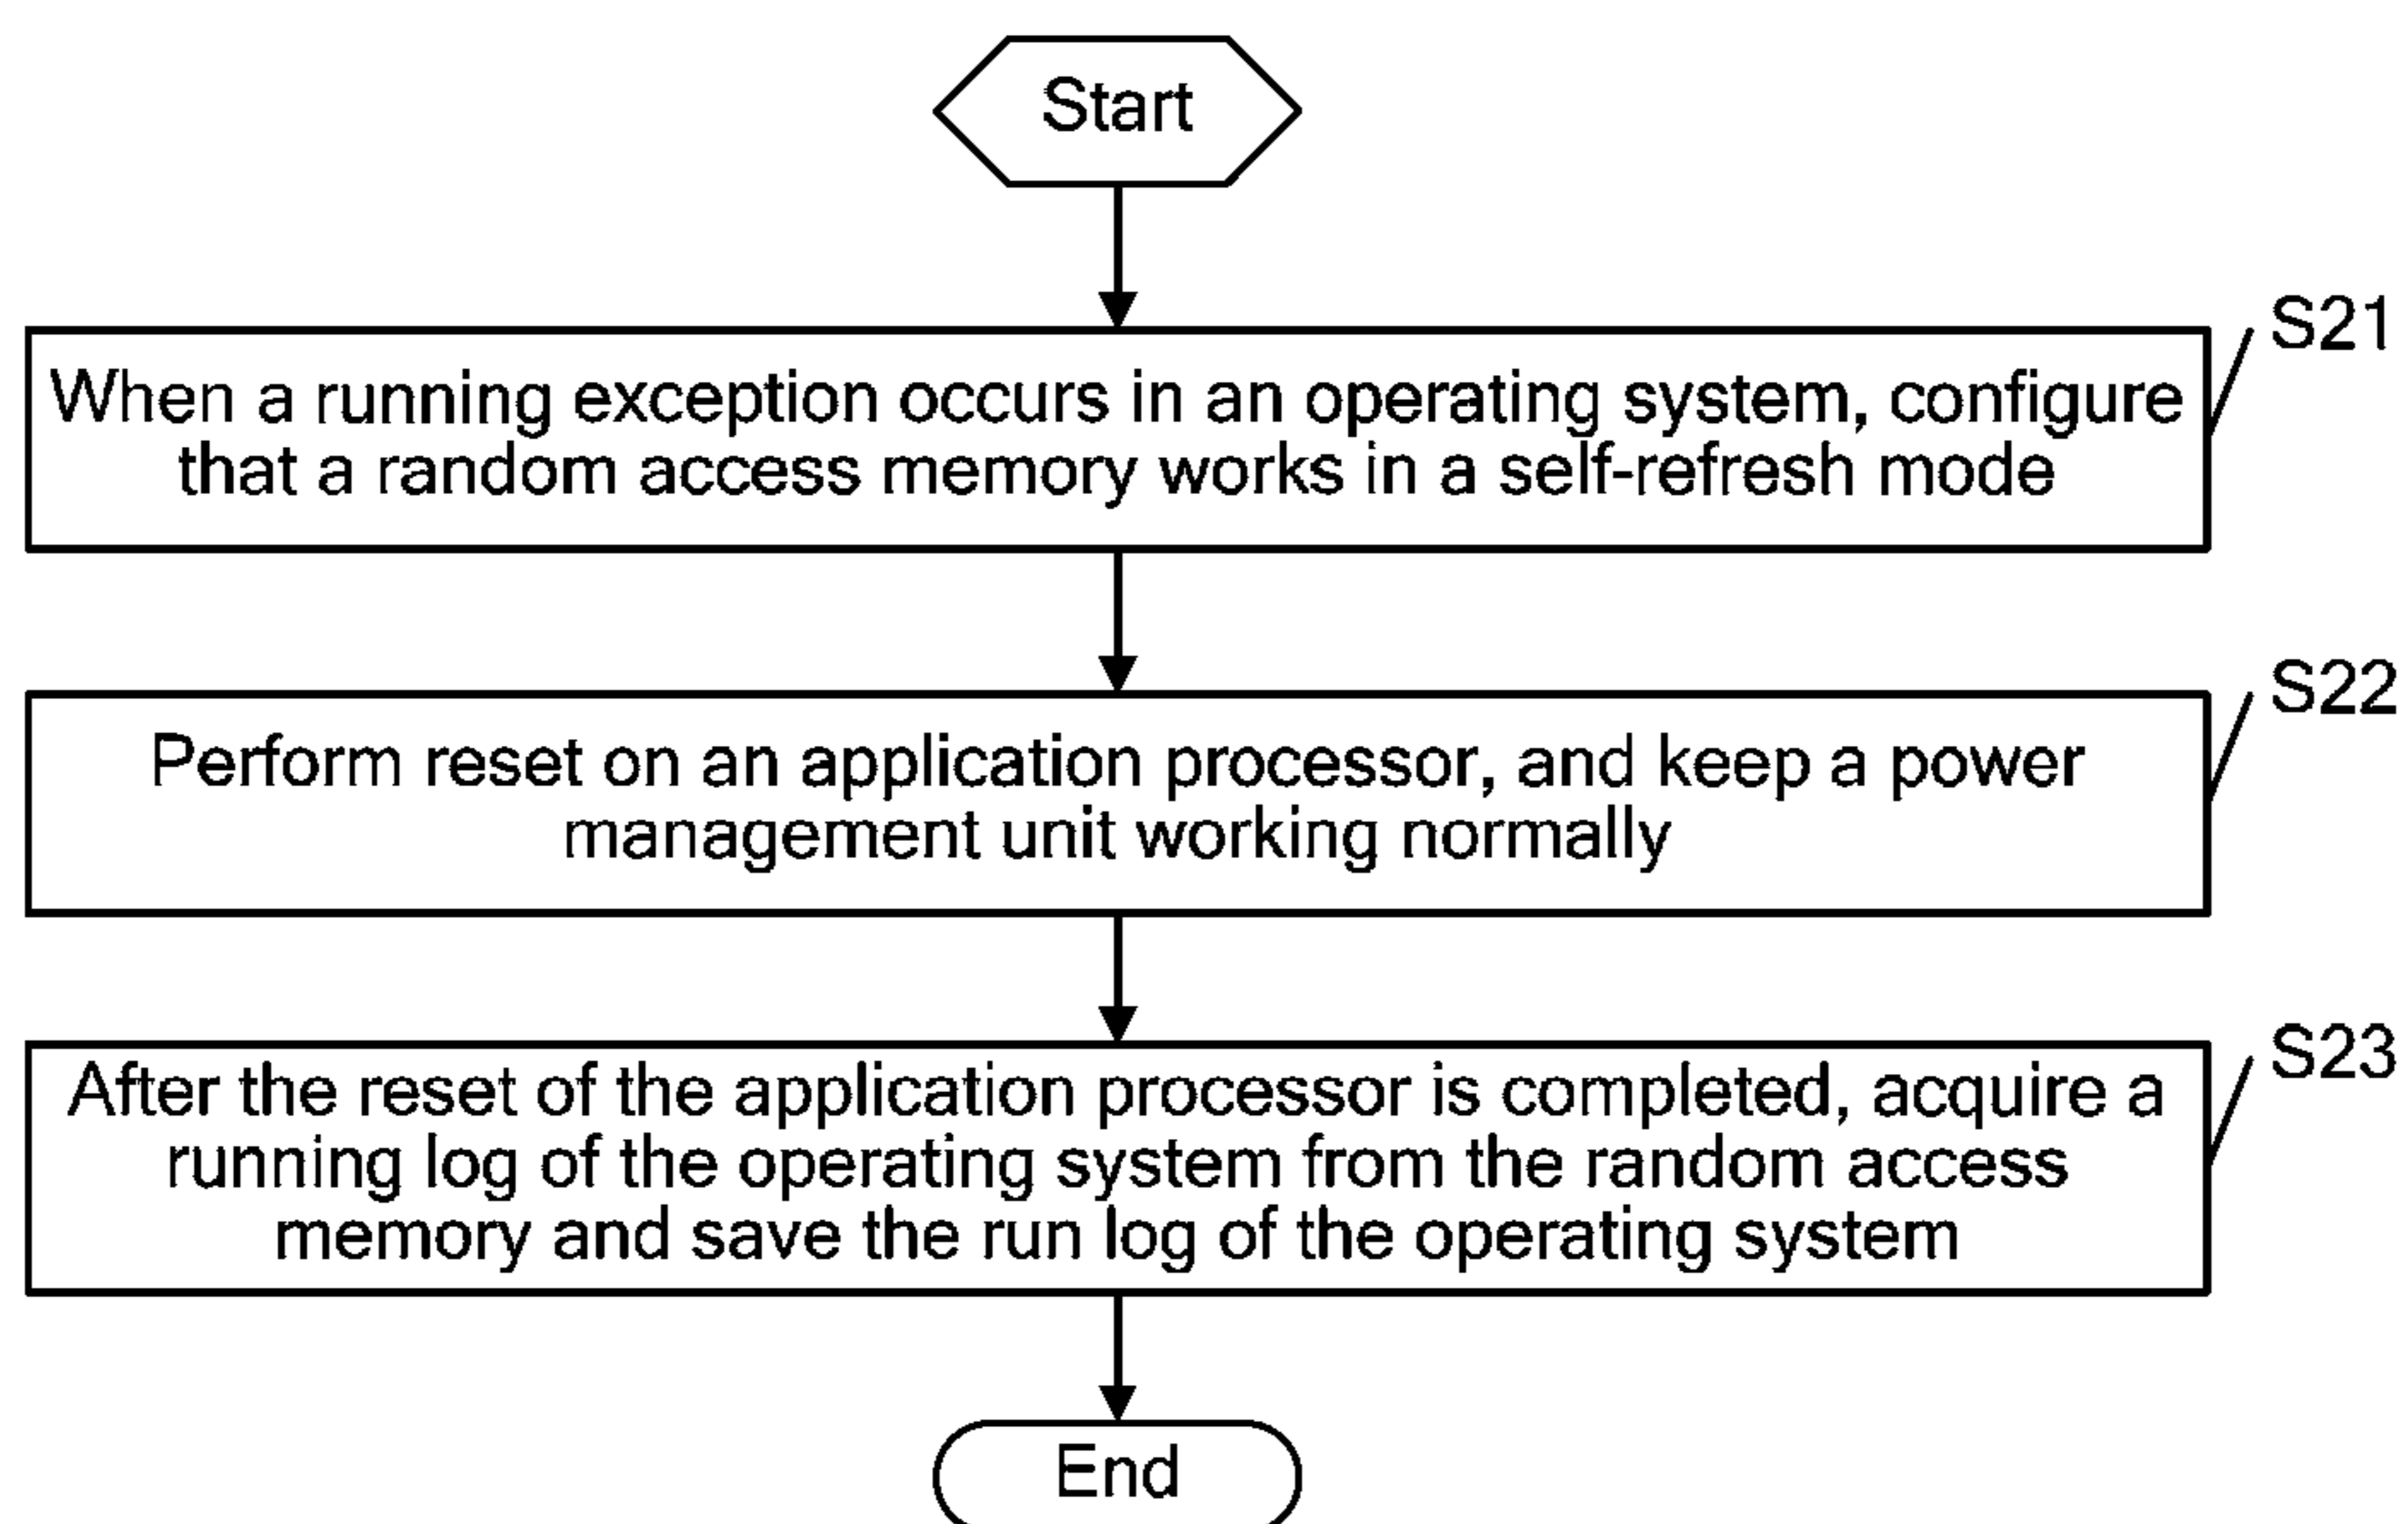 Start
S21
When a running exception occurs in an operating system, configure
that a random access memory works in a self-refresh mode
S22
Perform reset on an application processor, and keep a power
management unit working normally
S23
After the reset of the application processor is completed, acquire a
running log of the operating system from the random access
memory and save the run log of the operating system
End